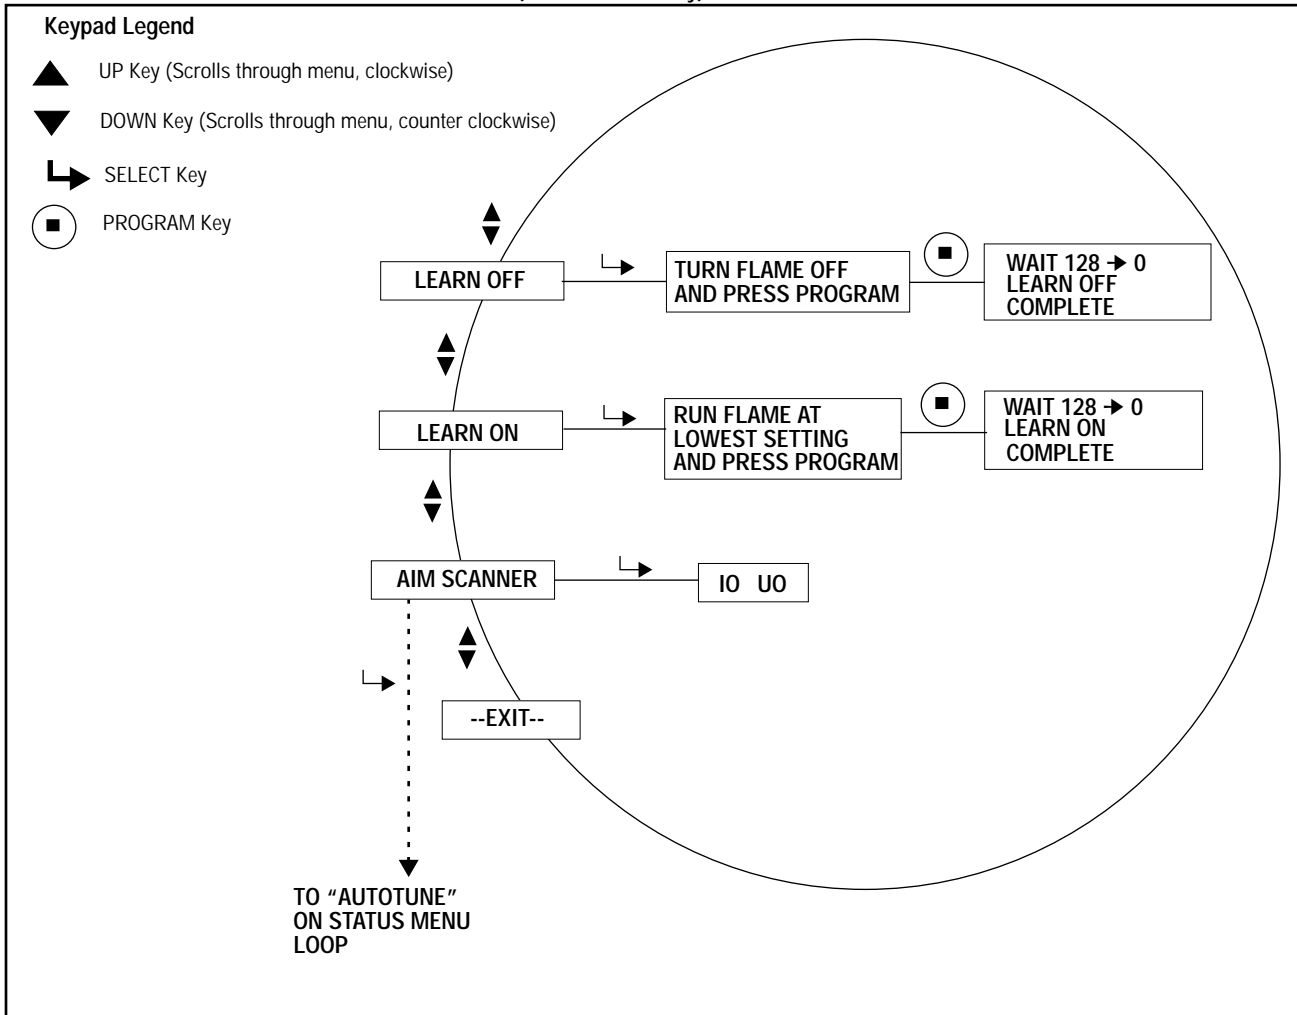 Keypad Legend
UP Key (Scrolls through menu, clockwise)
DOWN Key (Scrolls through menu, counter clockwise)
SELECT Key
PROGRAM Key
LEARN OFF
TURN FLAME OFF
AND PRESS PROGRAM
WAIT 128 → 0
LEARN OFF
COMPLETE
LEARN ON
RUN FLAME AT
LOWEST SETTING
AND PRESS PROGRAM
WAIT 128 → 0
LEARN ON
COMPLETE
AIM SCANNER
IO UO
--EXIT--
TO “AUTOTUNE”
ON STATUS MENU
LOOP